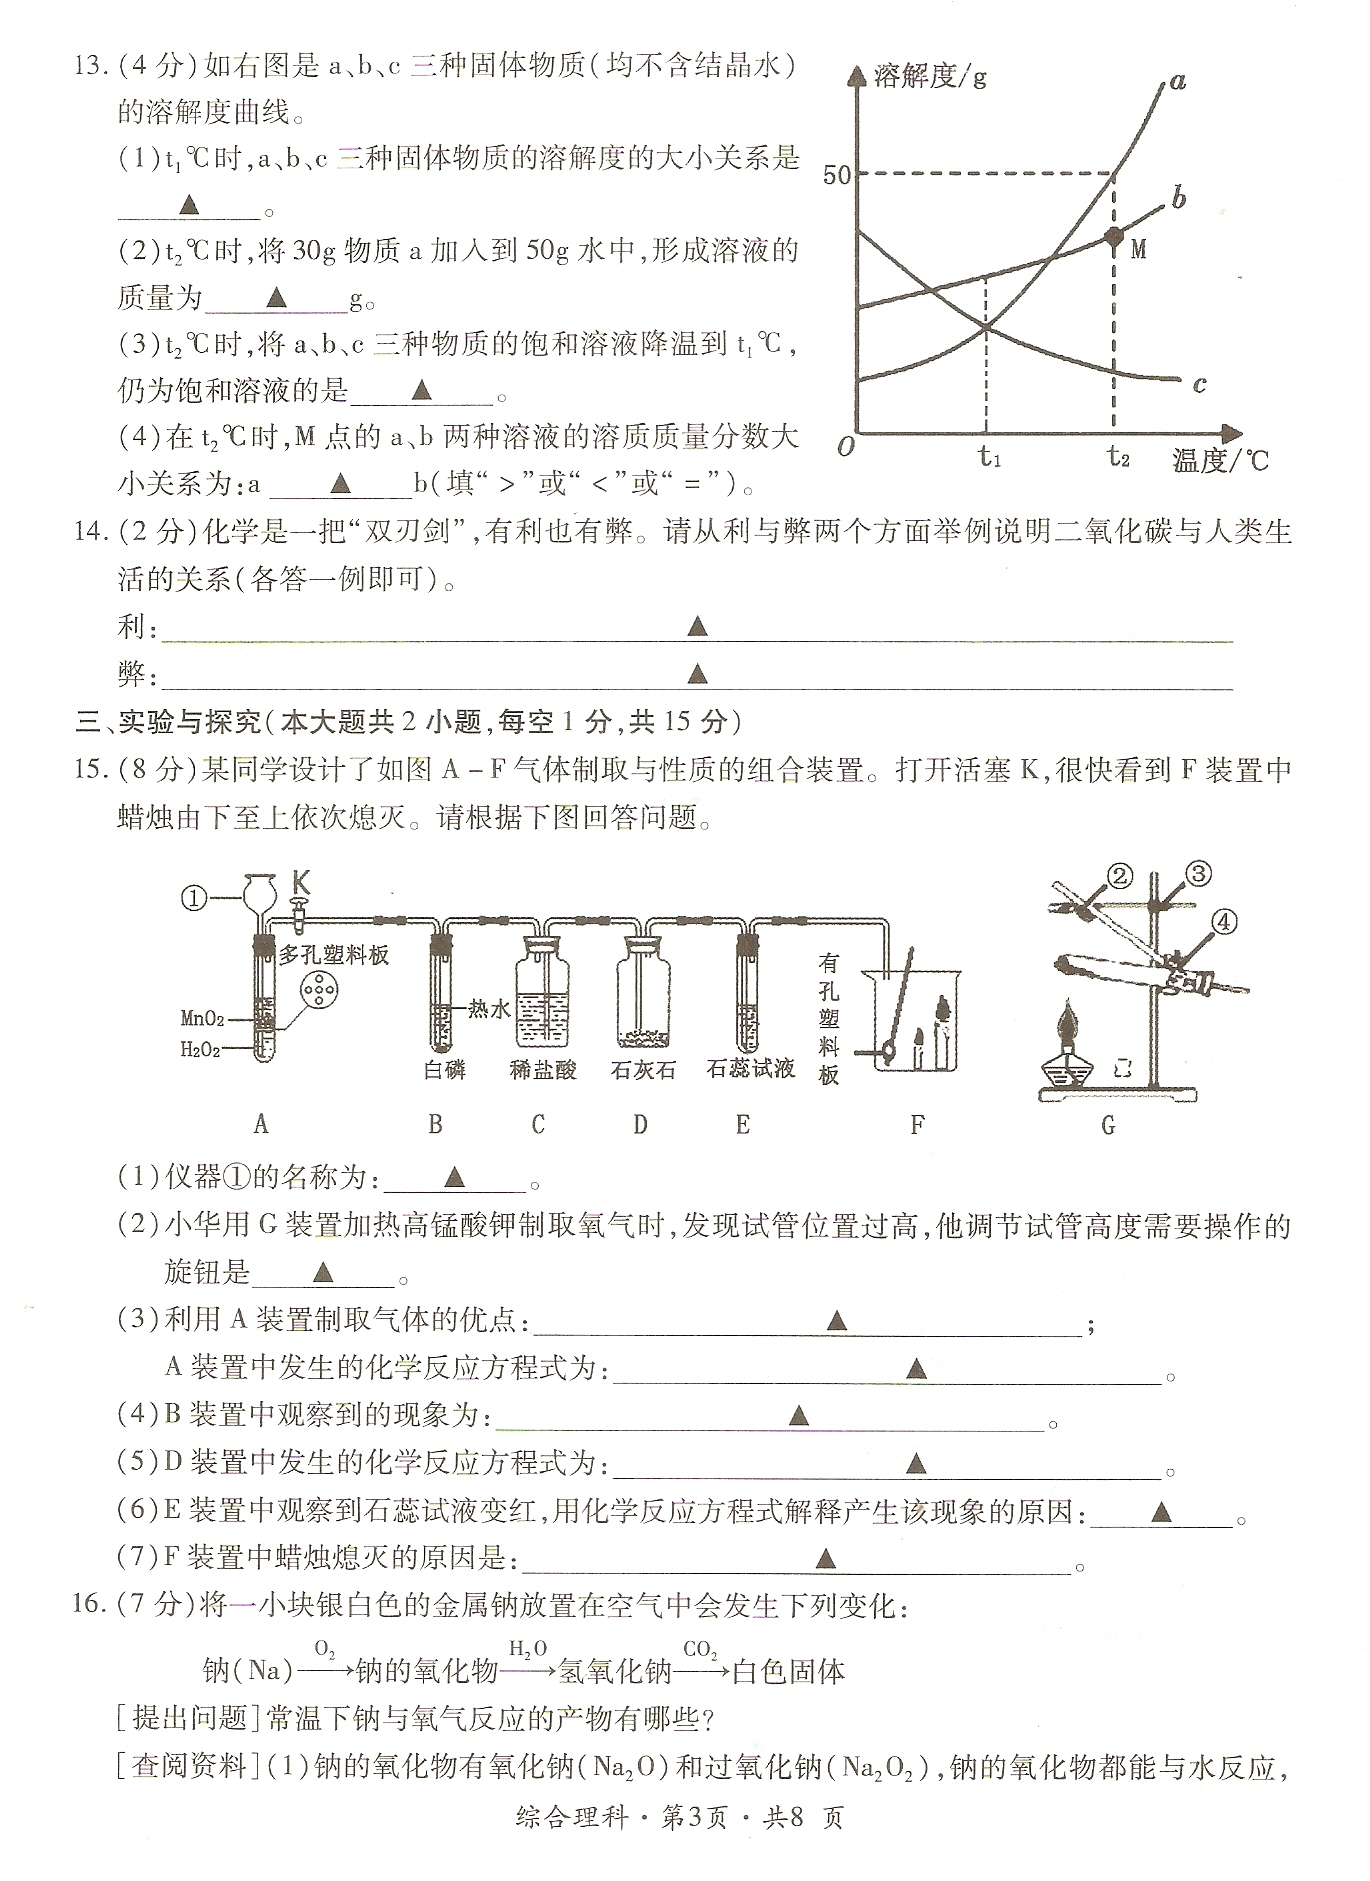 13.(4分)如右图是a、b、c三种固体物质(均不含结晶水)
的溶解度曲线。
(1)t₁℃时,a、b、c三种固体物质的溶解度的大小关系是
▲。
(2)t₂℃时,将30g物质a加入到50g水中,形成溶液的
质量为▲g。
(3)t₂℃时,将a、b、c三种物质的饱和溶液降温到t₁℃,
仍为饱和溶液的是▲。
(4)在t₂℃时,M点的a、b两种溶液的溶质质量分数大
小关系为:a ▲ b(填“>”或“<”或“=”)。
溶解度/g
a
50
b
M
c
O
t₁
t₂
温度/℃
14.(2分)化学是一把“双刃剑”,有利也有弊。请从利与弊两个方面举例说明二氧化碳与人类生
活的关系(各答一例即可)。
利:▲
弊:▲
三、实验与探究(本大题共2小题,每空1分,共15分)
15.(8分)某同学设计了如图A-F气体制取与性质的组合装置。打开活塞K,很快看到F装置中
蜡烛由下至上依次熄灭。请根据下图回答问题。
①
K
多孔塑料板
MnO₂
H₂O₂
热水
白磷
稀盐酸
石灰石
石蕊试液
有孔塑料板
②
③
④
A B C D E F G
(1)仪器①的名称为:▲。
(2)小华用G装置加热高锰酸钾制取氧气时,发现试管位置过高,他调节试管高度需要操作的
旋钮是▲。
(3)利用A装置制取气体的优点:▲;
A装置中发生的化学反应方程式为:▲。
(4)B装置中观察到的现象为:▲。
(5)D装置中发生的化学反应方程式为:▲。
(6)E装置中观察到石蕊试液变红,用化学反应方程式解释产生该现象的原因:▲。
(7)F装置中蜡烛熄灭的原因是:▲。
16.(7分)将一小块银白色的金属钠放置在空气中会发生下列变化:
钠(Na)—O₂→钠的氧化物—H₂O→氢氧化钠—CO₂→白色固体
[提出问题]常温下钠与氧气反应的产物有哪些?
[查阅资料](1)钠的氧化物有氧化钠(Na₂O)和过氧化钠(Na₂O₂),钠的氧化物都能与水反应,
综合理科·第3页·共8 页